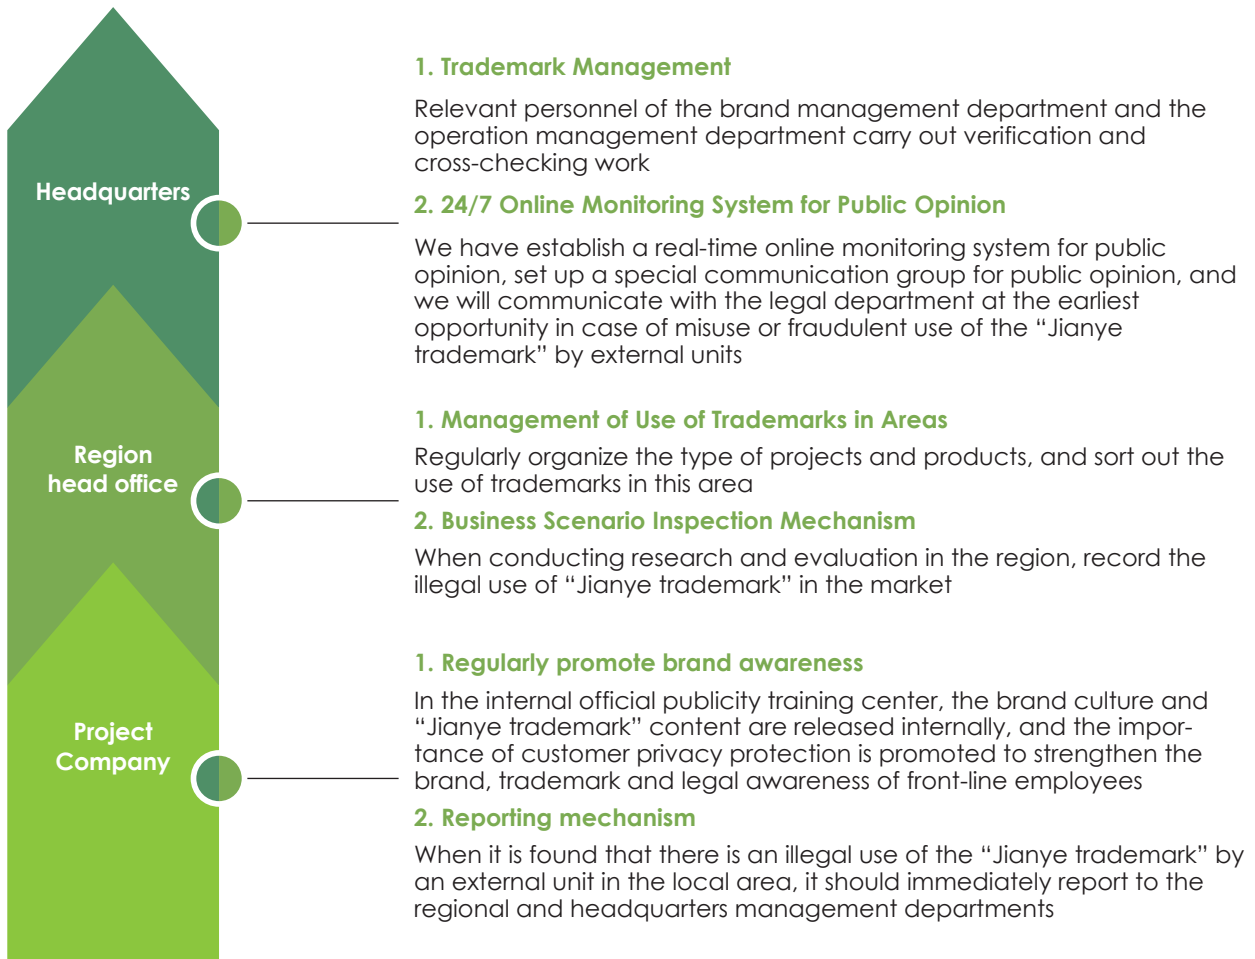 1. Trademark Management
Relevant personnel of the brand management department and the
operation management department carry out verification and
cross-checking work
Headquarters
2. 24/7 Online Monitoring System for Public Opinion
We have establish a real-time online monitoring system for public
opinion, set up a special communication group for public opinion, and
we will communicate with the legal department at the earliest
opportunity in case of misuse or fraudulent use of the “Jianye
trademark” by external units
Region
head office
1. Management of Use of Trademarks in Areas
Regularly organize the type of projects and products, and sort out the
use of trademarks in this area
2. Business Scenario Inspection Mechanism
When conducting research and evaluation in the region, record the
illegal use of “Jianye trademark” in the market
Project
Company
1. Regularly promote brand awareness
In the internal official publicity training center, the brand culture and
“Jianye trademark” content are released internally, and the impor-
tance of customer privacy protection is promoted to strengthen the
brand, trademark and legal awareness of front-line employees
2. Reporting mechanism
When it is found that there is an illegal use of the “Jianye trademark” by
an external unit in the local area, it should immediately report to the
regional and headquarters management departments